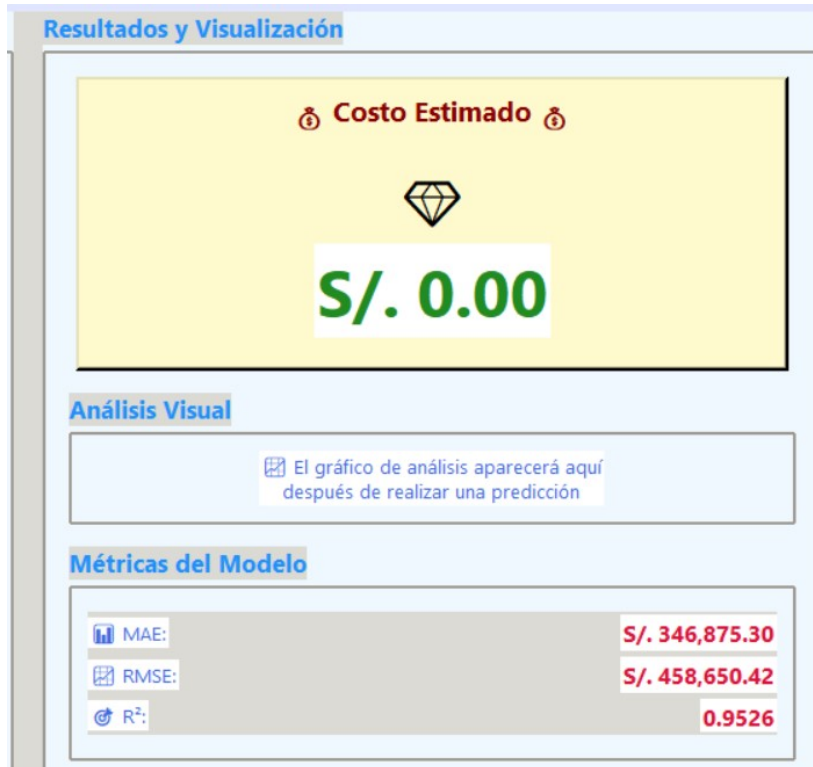 Resultados y Visualización
💰 Costo Estimado 💰
S/. 0.00
Análisis Visual
El gráfico de análisis aparecerá aquí
después de realizar una predicción
Métricas del Modelo
MAE: S/. 346,875.30
RMSE: S/. 458,650.42
R²: 0.9526